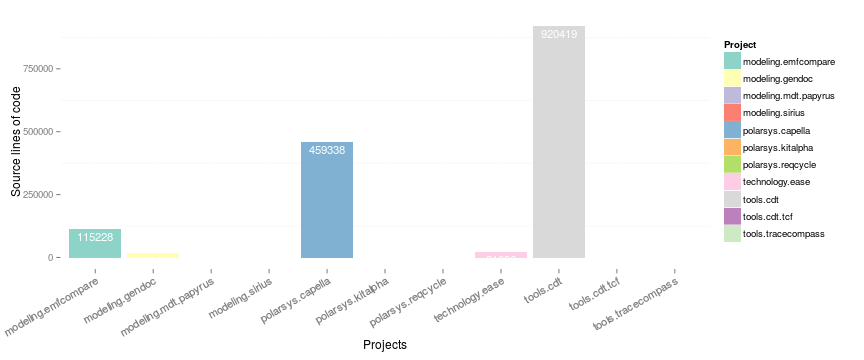 920419
459338
115228
Source lines of code
750000
500000
250000
0
modeling.emfcompare
modeling.gendoc
modeling.mdt.papyrus
modeling.sirius
polarsys.capella
polarsys.kitalpha
polarsys.reqcycle
technology.ease
tools.cdt
tools.cdt.tcf
tools.tracecompass
Projects
Project
modeling.emfcompare
modeling.gendoc
modeling.mdt.papyrus
modeling.sirius
polarsys.capella
polarsys.kitalpha
polarsys.reqcycle
technology.ease
tools.cdt
tools.cdt.tcf
tools.tracecompass